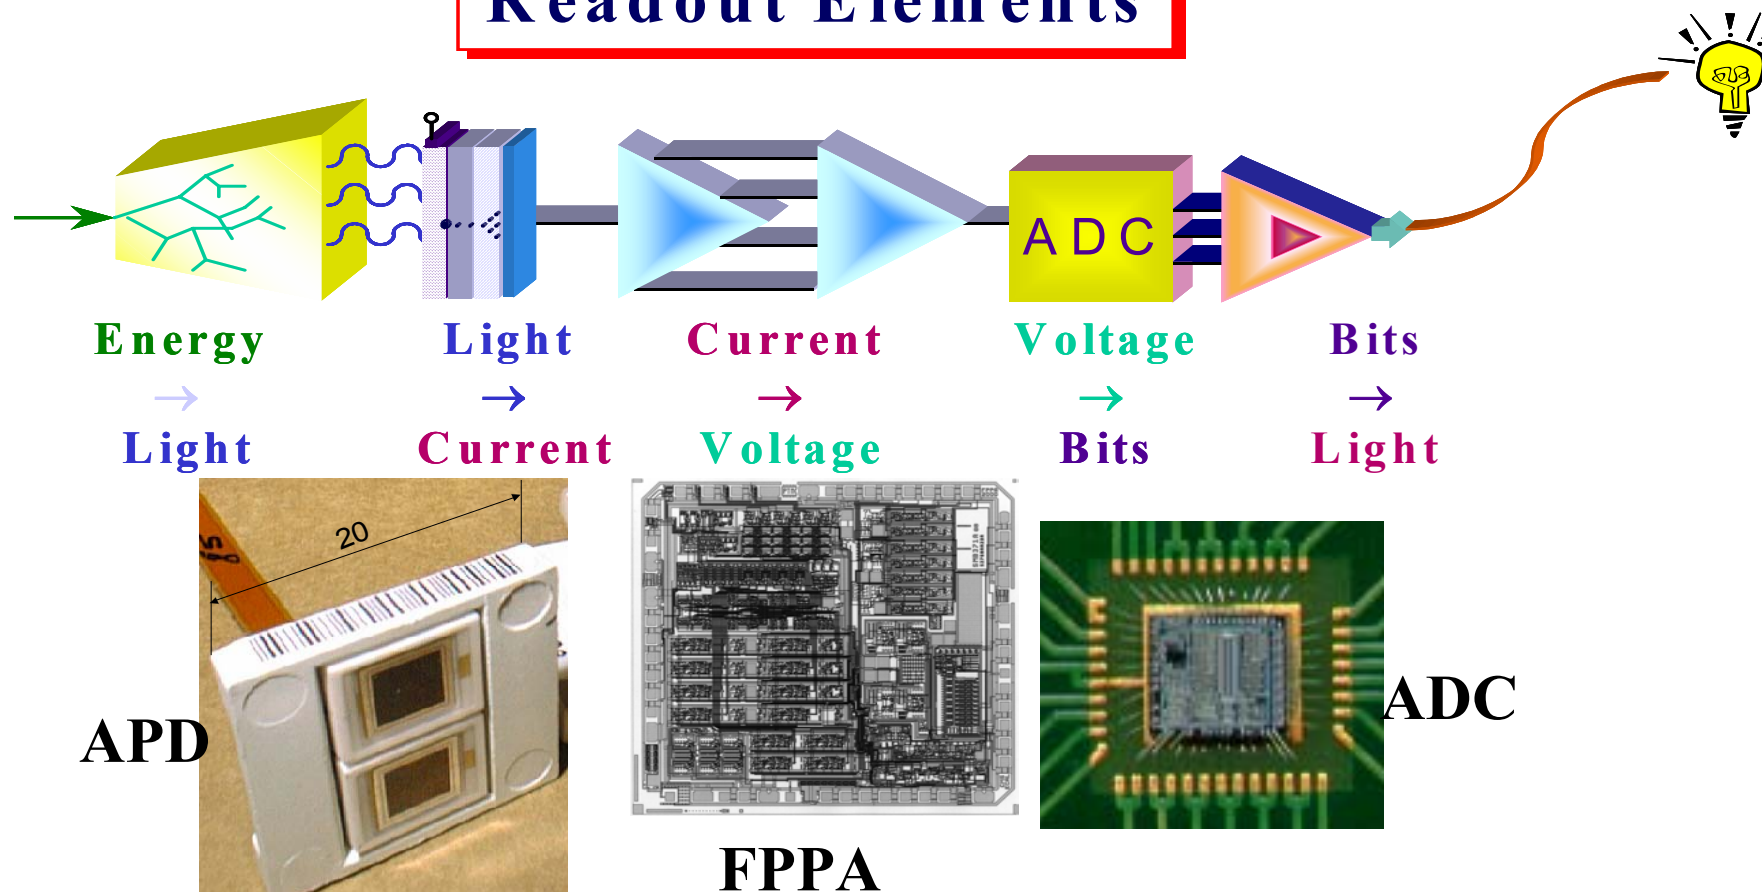 Readout Elements
ADC
Energy Light Current Voltage Bits
→ → → → →
Light Current Voltage Bits Light
20
APD
ADC
FPPA